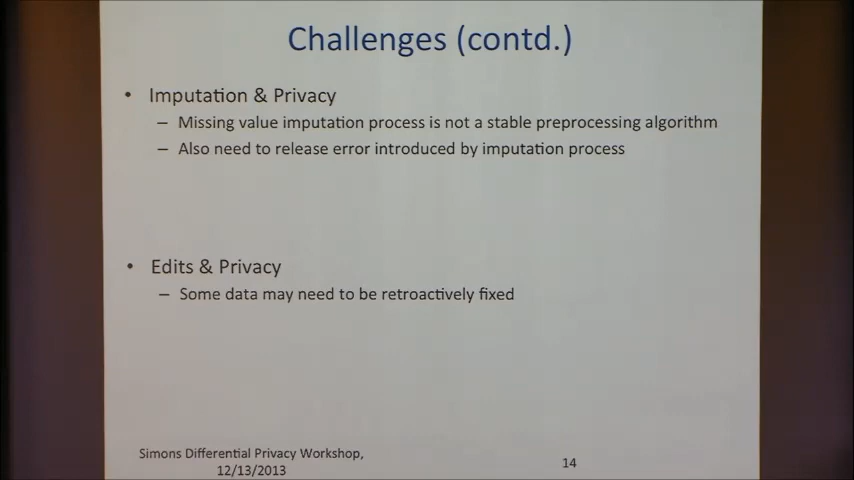 Challenges (contd.)
• Imputation & Privacy
– Missing value imputation process is not a stable preprocessing algorithm
– Also need to release error introduced by imputation process
• Edits & Privacy
– Some data may need to be retroactively fixed
Simons Differential Privacy Workshop,
12/13/2013
14